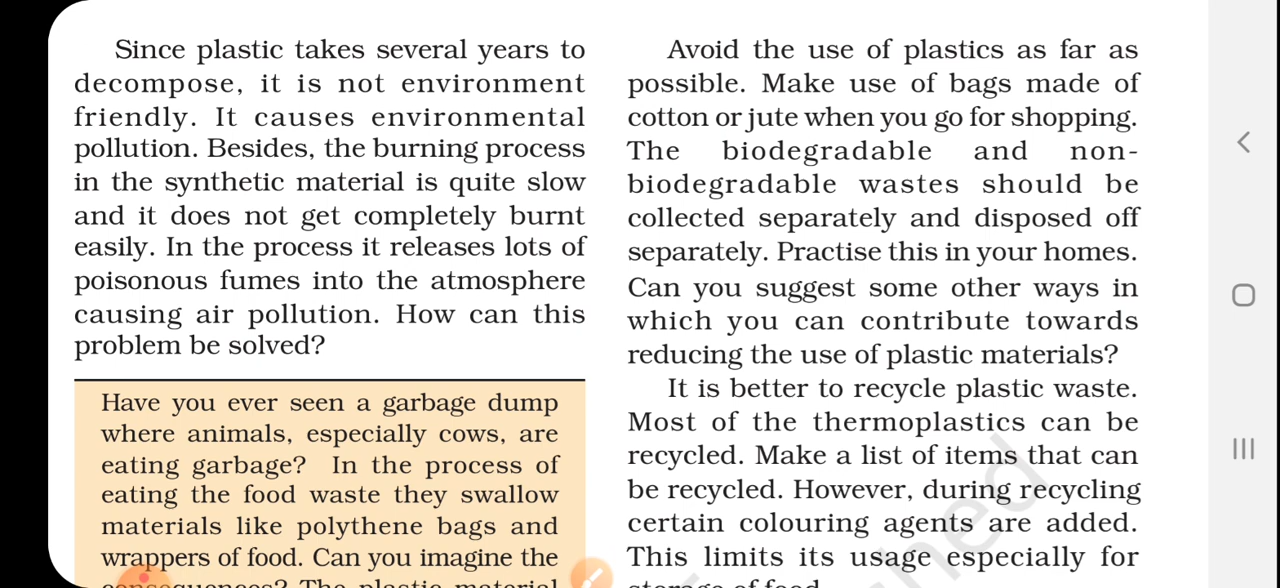 Since plastic takes several years to
decompose, it is not environment
friendly. It causes environmental
pollution. Besides, the burning process
in the synthetic material is quite slow
and it does not get completely burnt
easily. In the process it releases lots of
poisonous fumes into the atmosphere
causing air pollution. How can this
problem be solved?
Have you ever seen a garbage dump
where animals, especially cows, are
eating garbage? In the process of
eating the food waste they swallow
materials like polythene bags and
wrappers of food. Can you imagine the
consequences? The plastic material
Avoid the use of plastics as far as
possible. Make use of bags made of
cotton or jute when you go for shopping.
The biodegradable and non-
biodegradable wastes should be
collected separately and disposed off
separately. Practise this in your homes.
Can you suggest some other ways in
which you can contribute towards
reducing the use of plastic materials?
It is better to recycle plastic waste.
Most of the thermoplastics can be
recycled. Make a list of items that can
be recycled. However, during recycling
certain colouring agents are added.
This limits its usage especially for
storage of food.